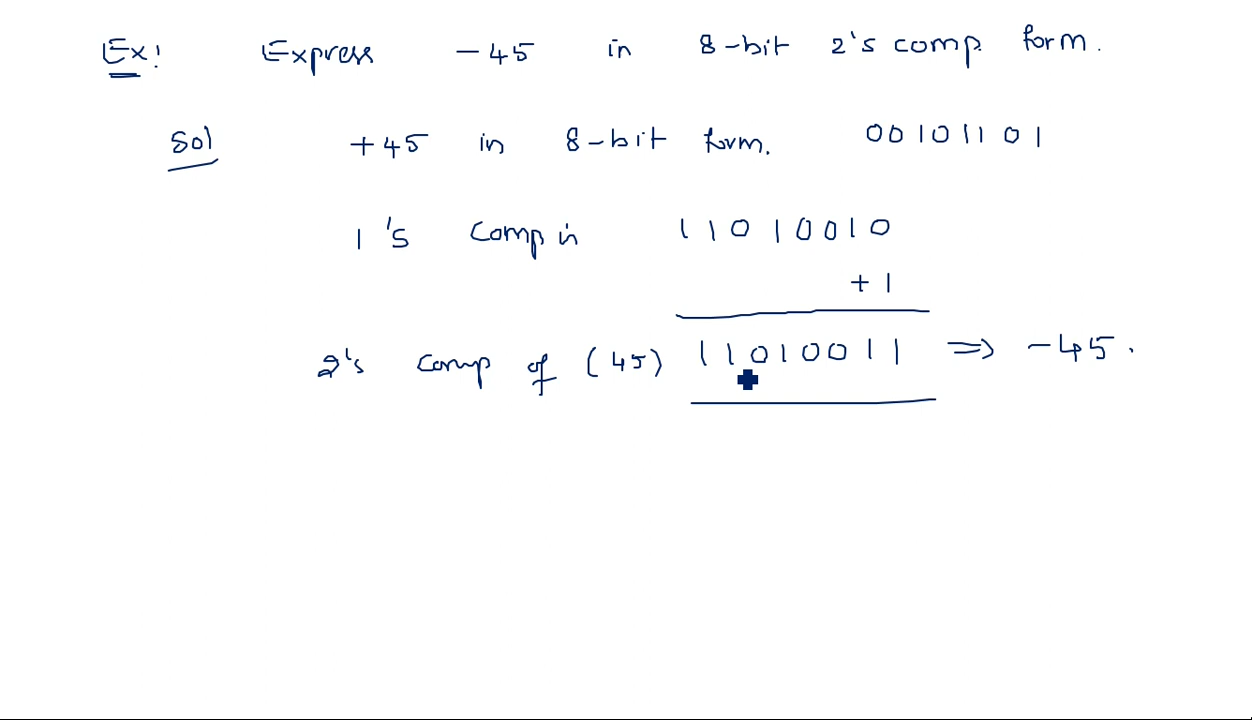 Ex! Express -45 in 8-bit 2's comp form.
Sol +45 in 8-bit form. 00101101
1's Comp is 11010010
+1
2's comp of (45) 11010011 => -45.